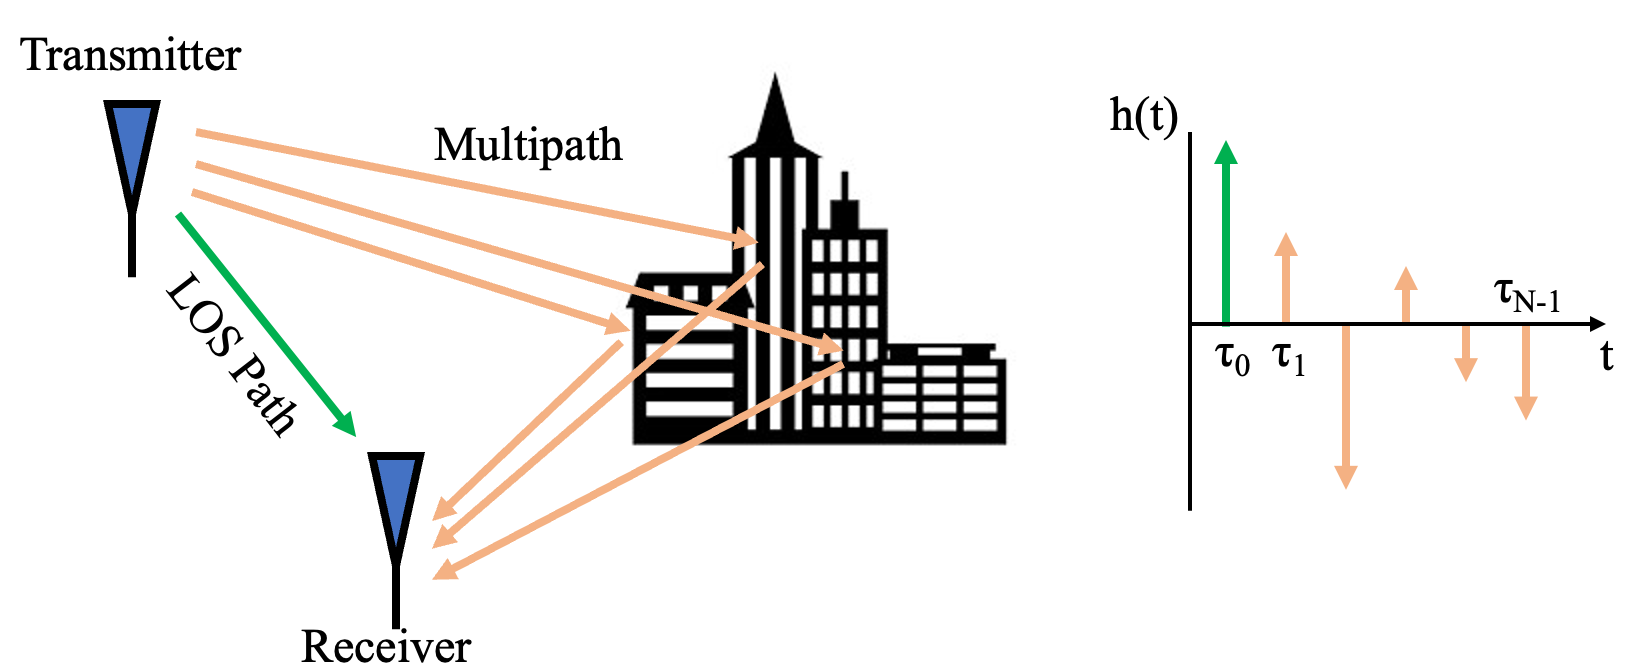 Transmitter
Multipath
LOS Path
Receiver
h(t)
τ0
τ1
τN-1
t